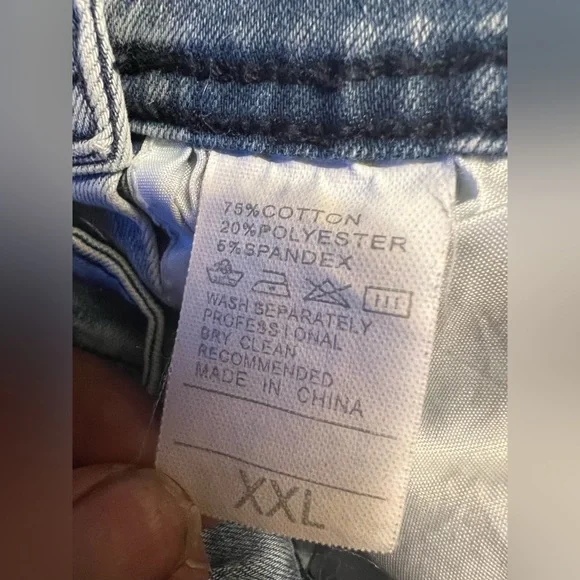 75%COTTON
20%POLYESTER
5%SPANDEX
WASH SEPARATELY
PROFESSIONAL
DRY CLEAN
RECOMMENDED
MADE IN CHINA
XXL